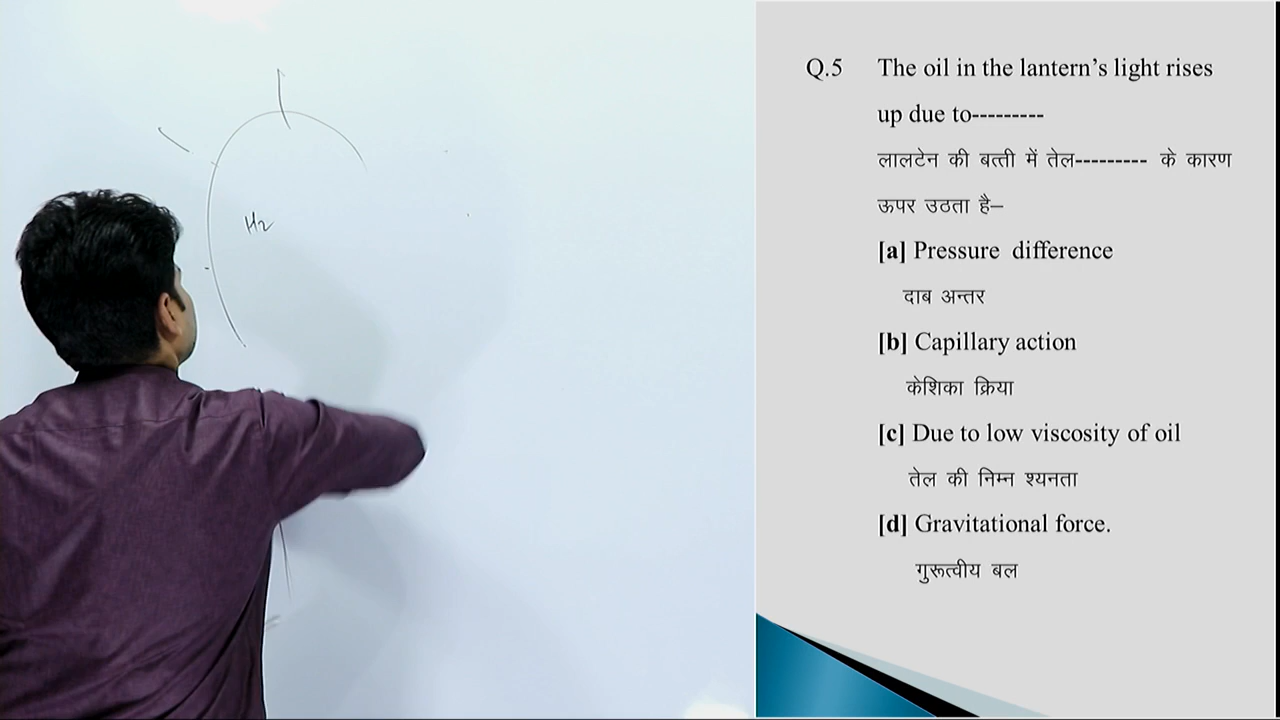 H2
Q.5 The oil in the lantern’s light rises
up due to---------
लालटेन की बत्ती में तेल--------- के कारण
ऊपर उठता है–
[a] Pressure difference
दाब अन्तर
[b] Capillary action
केशिका क्रिया
[c] Due to low viscosity of oil
तेल की निम्न श्यनता
[d] Gravitational force.
गुरूत्वीय बल